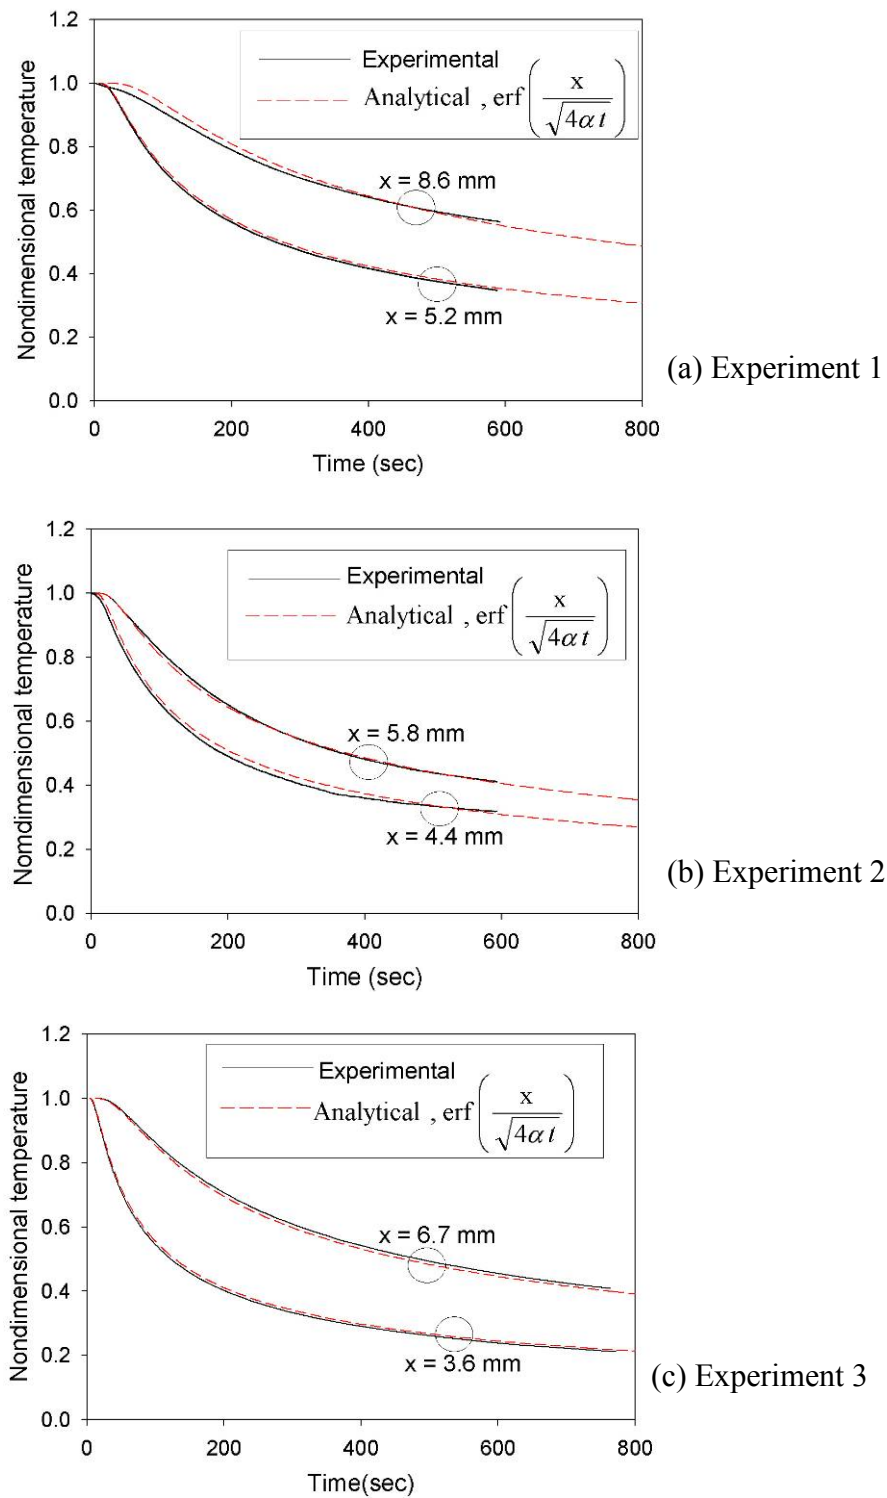 1.2
1.0
0.8
0.6
0.4
0.2
0.0
Nondimensional temperature
Experimental
Analytical , erf ( x / √4αt )
x = 8.6 mm
x = 5.2 mm
0 200 400 600 800
Time (sec)
(a) Experiment 1
1.2
1.0
0.8
0.6
0.4
0.2
0.0
Nomdimensional temperature
Experimental
Analytical , erf ( x / √4αt )
x = 5.8 mm
x = 4.4 mm
0 200 400 600 800
Time (sec)
(b) Experiment 2
1.2
1.0
0.8
0.6
0.4
0.2
0.0
Nondimensional temperature
Experimental
Analytical , erf ( x / √4αt )
x = 6.7 mm
x = 3.6 mm
0 200 400 600 800
Time(sec)
(c) Experiment 3